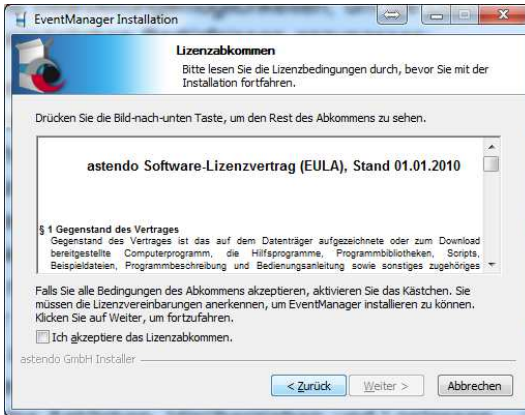 EventManager Installation
Lizenzabkommen
Bitte lesen Sie die Lizenzbedingungen durch, bevor Sie mit der
Installation fortfahren.
Drücken Sie die Bild-nach-unten Taste, um den Rest des Abkommens zu sehen.
astendo Software-Lizenzvertrag (EULA), Stand 01.01.2010
§ 1 Gegenstand des Vertrages
Gegenstand des Vertrages ist das auf dem Datenträger aufgezeichnete oder zum Download
bereitgestellte Computerprogramm, die Hilfsprogramme, Programmbibliotheken, Scripts,
Beispieldateien, Programmbeschreibung und Bedienungsanleitung sowie sonstiges zugehöriges
Falls Sie alle Bedingungen des Abkommens akzeptieren, aktivieren Sie das Kästchen. Sie
müssen die Lizenzvereinbarungen anerkennen, um EventManager installieren zu können.
Klicken Sie auf Weiter, um fortzufahren.
Ich akzeptiere das Lizenzabkommen.
astendo GmbH Installer
< Zurück Weiter > Abbrechen